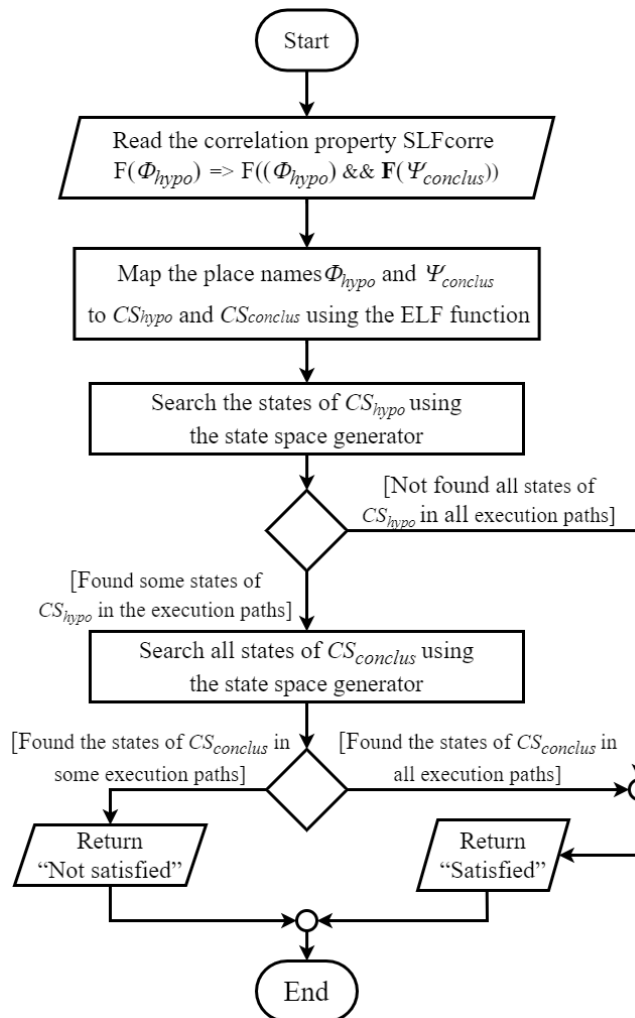 Start
Read the correlation property SLFcorre
F(Φhypo) => F((Φhypo) && F(Ψconclus))
Map the place names Φhypo and Ψconclus
to CShypo and CSconclus using the ELF function
Search the states of CShypo using
the state space generator
[Not found all states of
CShypo in all execution paths]
[Found some states of
CShypo in the execution paths]
Search all states of CSconclus using
the state space generator
[Found the states of CSconclus in
some execution paths]
[Found the states of CSconclus in
all execution paths]
Return
“Not satisfied”
Return
“Satisfied”
End